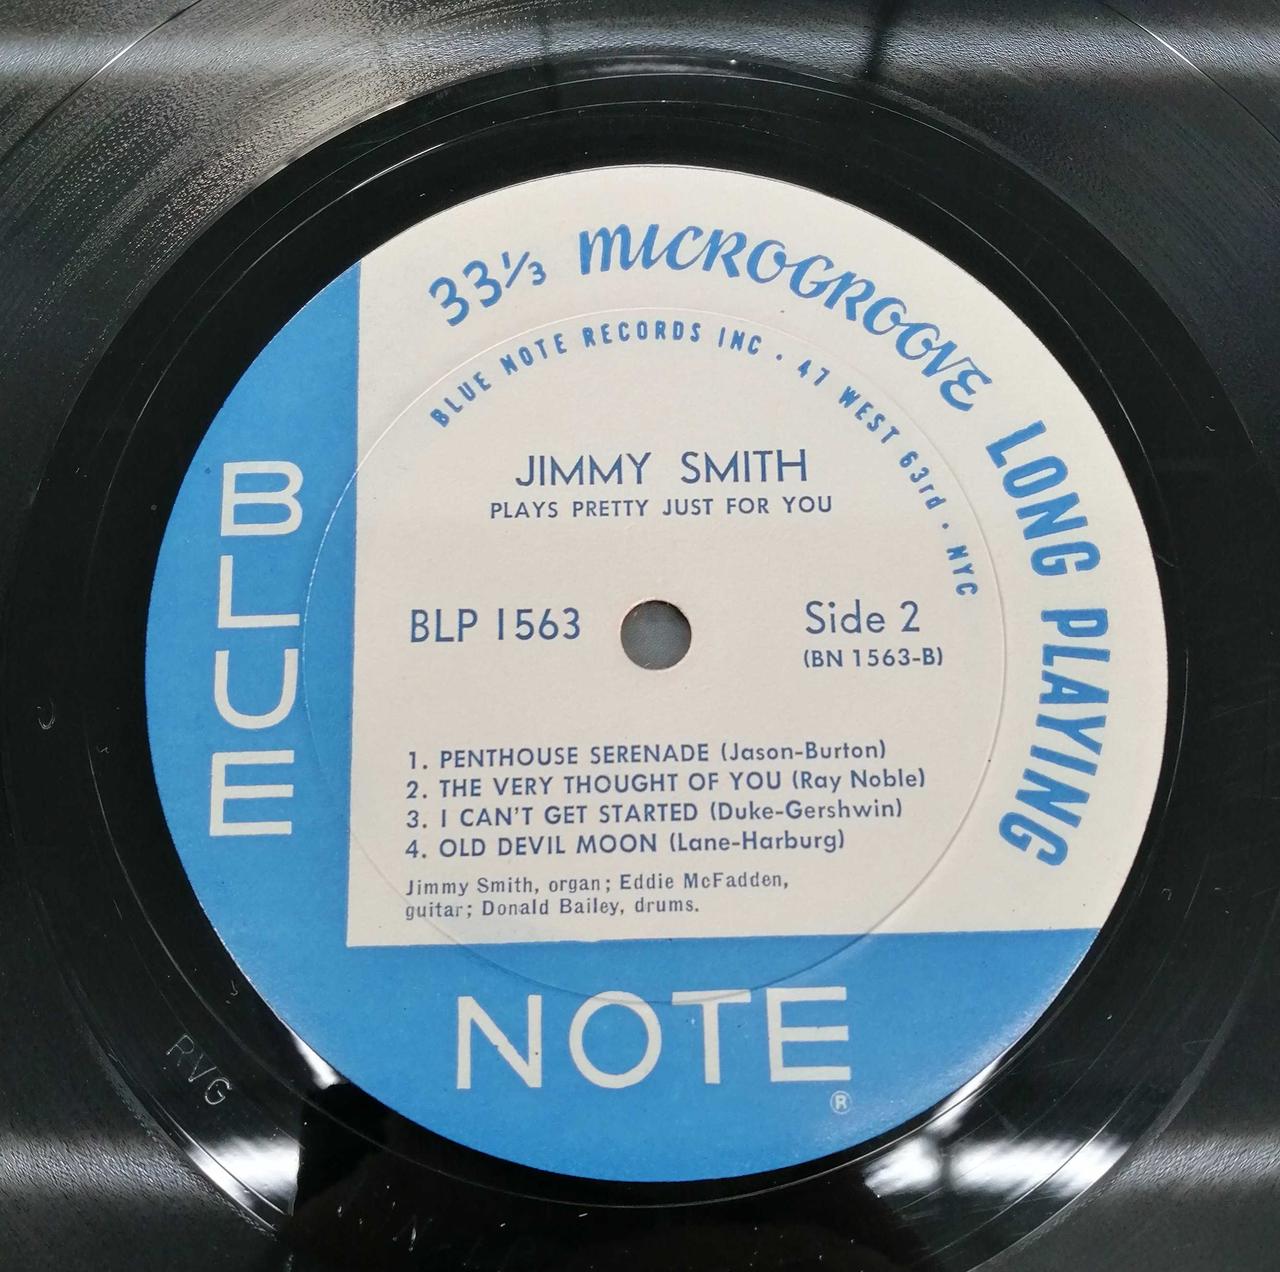 33⅓ MICROGROOVE LONG PLAYING
BLUE NOTE RECORDS INC · 47 WEST 63rd · NYC
JIMMY SMITH
PLAYS PRETTY JUST FOR YOU
BLP 1563
Side 2
(BN 1563-B)
1. PENTHOUSE SERENADE (Jason-Burton)
2. THE VERY THOUGHT OF YOU (Ray Noble)
3. I CAN'T GET STARTED (Duke-Gershwin)
4. OLD DEVIL MOON (Lane-Harburg)
Jimmy Smith, organ; Eddie McFadden,
guitar; Donald Bailey, drums.
BLUE
NOTE
®
RVG